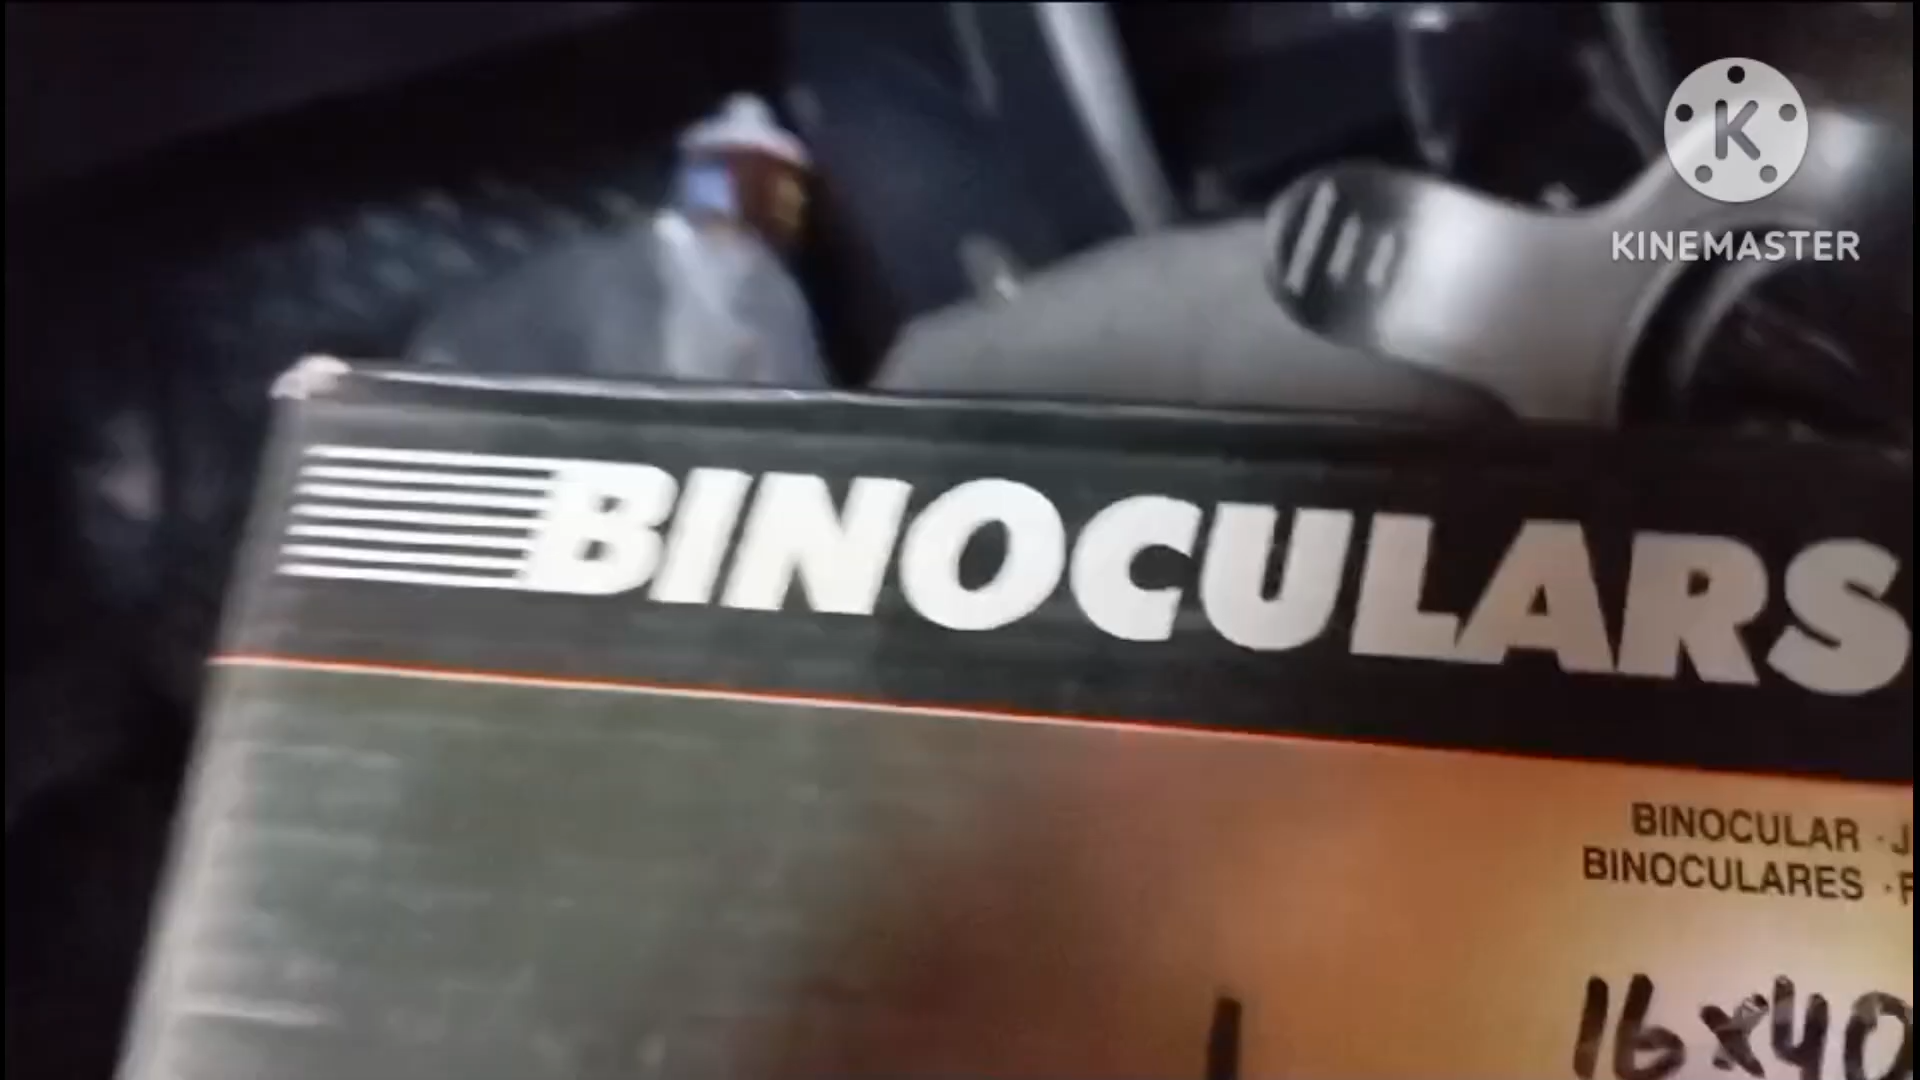 K
KINEMASTER
BINOCULARS
BINOCULAR · J
BINOCULARES · F
16x40